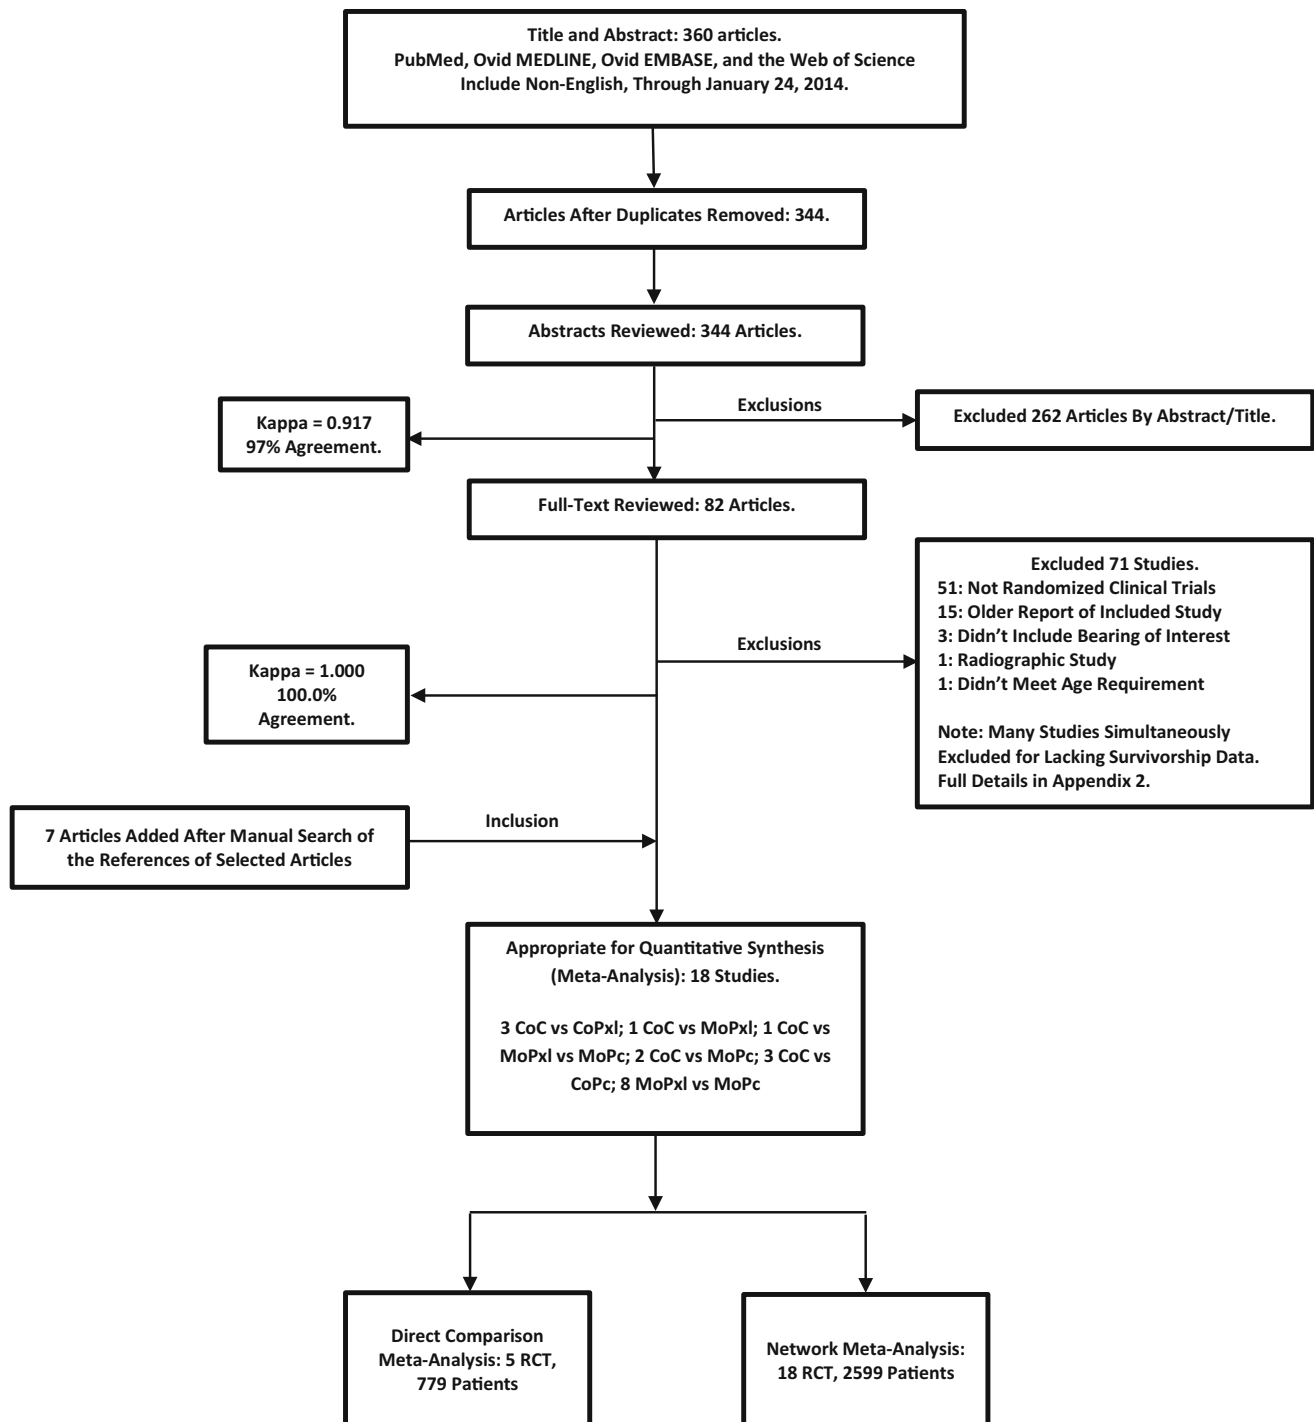 Title and Abstract: 360 articles.
PubMed, Ovid MEDLINE, Ovid EMBASE, and the Web of Science
Include Non-English, Through January 24, 2014.
Articles After Duplicates Removed: 344.
Abstracts Reviewed: 344 Articles.
Exclusions
Excluded 262 Articles By Abstract/Title.
Kappa = 0.917
97% Agreement.
Full-Text Reviewed: 82 Articles.
Exclusions
Excluded 71 Studies.
51: Not Randomized Clinical Trials
15: Older Report of Included Study
3: Didn’t Include Bearing of Interest
1: Radiographic Study
1: Didn’t Meet Age Requirement
Note: Many Studies Simultaneously
Excluded for Lacking Survivorship Data.
Full Details in Appendix 2.
Kappa = 1.000
100.0%
Agreement.
7 Articles Added After Manual Search of
the References of Selected Articles
Inclusion
Appropriate for Quantitative Synthesis
(Meta-Analysis): 18 Studies.
3 CoC vs CoPxl; 1 CoC vs MoPxl; 1 CoC vs
MoPxl vs MoPc; 2 CoC vs MoPc; 3 CoC vs
CoPc; 8 MoPxl vs MoPc
Direct Comparison
Meta-Analysis: 5 RCT,
779 Patients
Network Meta-Analysis:
18 RCT, 2599 Patients